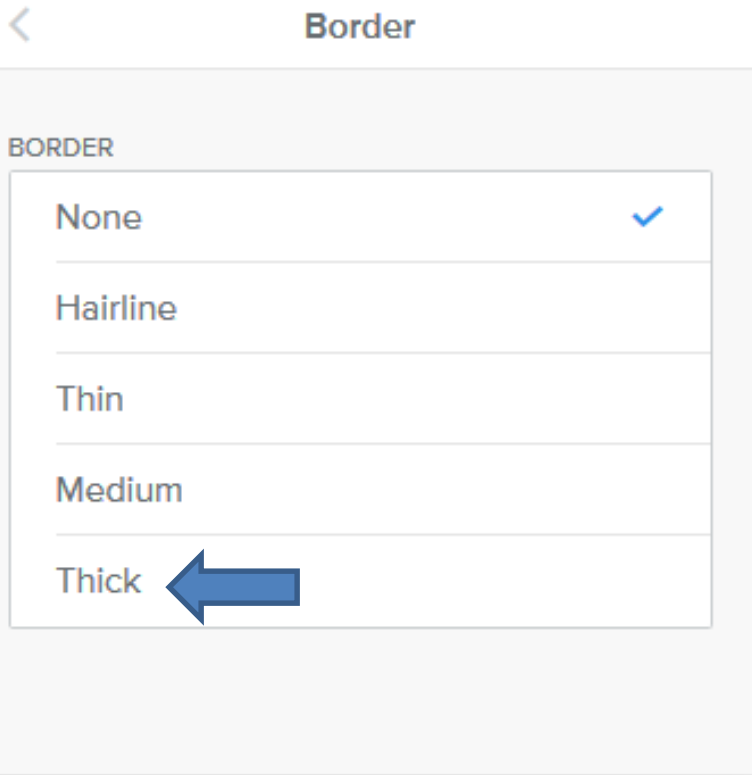 Border
BORDER
None
Hairline
Thin
Medium
Thick